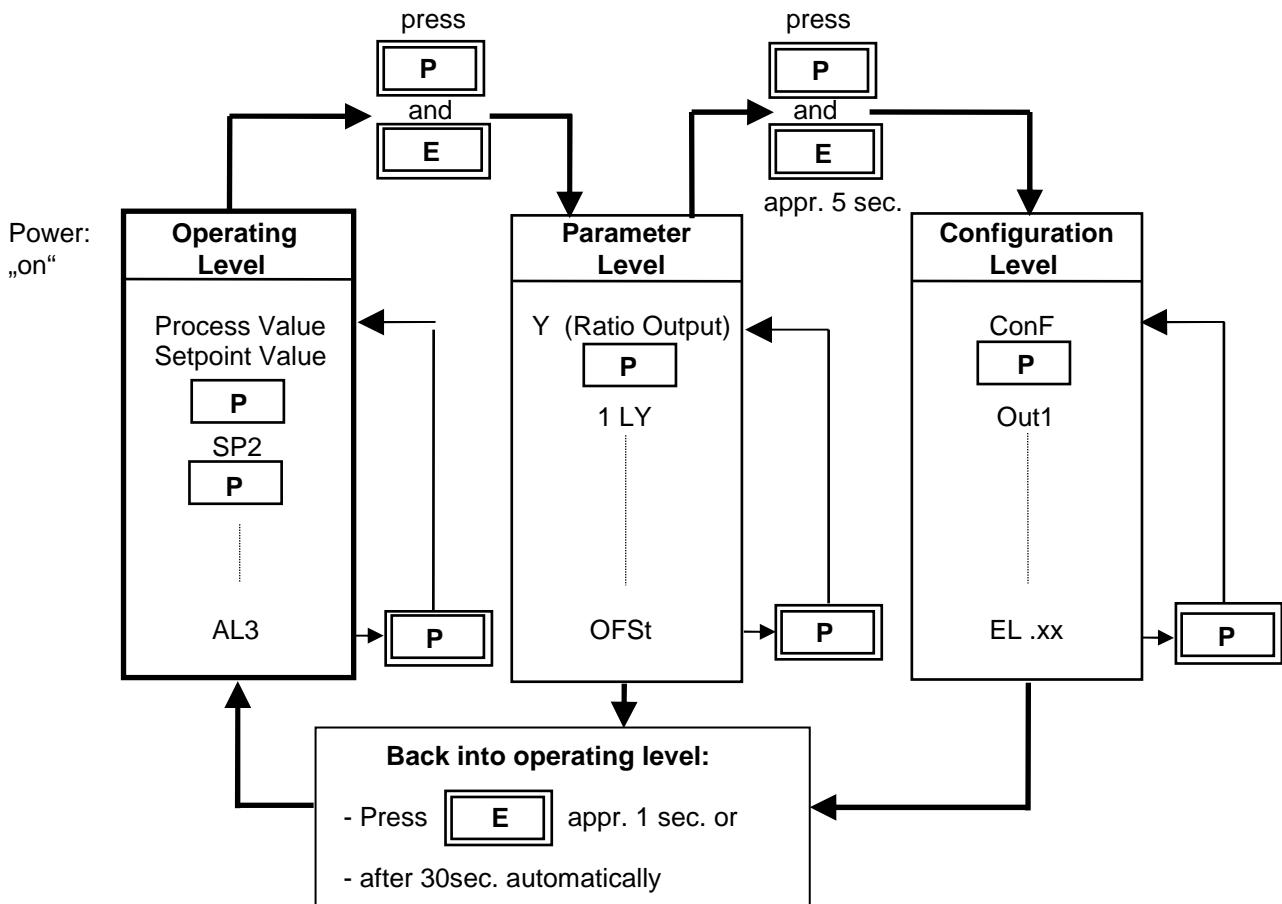 press
P
and
E
press
P
and
E
appr. 5 sec.
Power:
„on“
Operating
Level
Process Value
Setpoint Value
P
SP2
P
AL3
P
Parameter
Level
Y (Ratio Output)
P
1 LY
OFSt
P
Configuration
Level
ConF
P
Out1
EL .xx
P
Back into operating level:
- Press E appr. 1 sec. or
- after 30sec. automatically